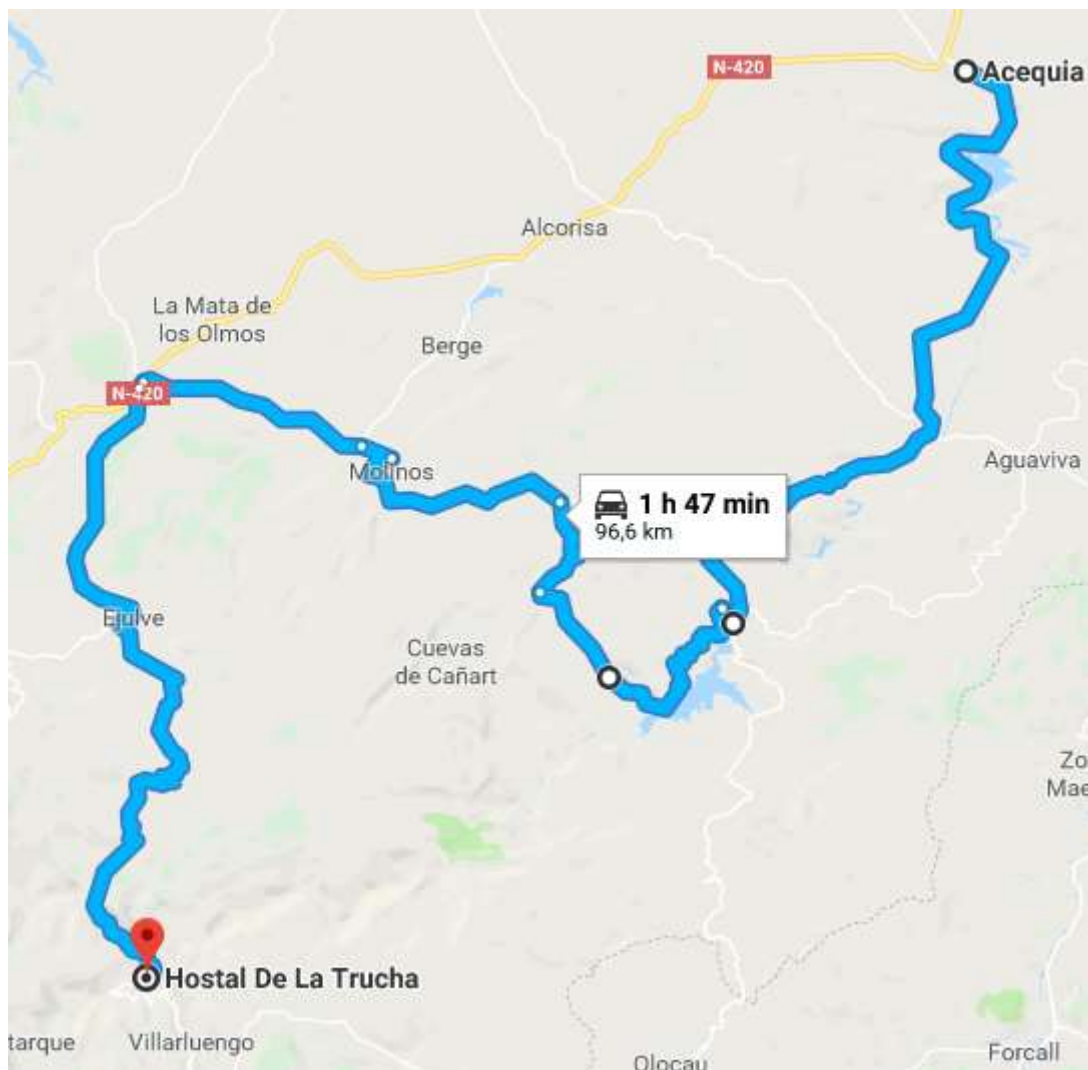 N-420
Acequia
Alcorisa
La Mata de
los Olmos
Berge
N-420
Aguaviva
Molinos
1 h 47 min
96,6 km
Ejulve
Cuevas
de Cañart
Zo
Mae
Hostal De La Trucha
tarque
Villarluengo
Forcall
Olocau